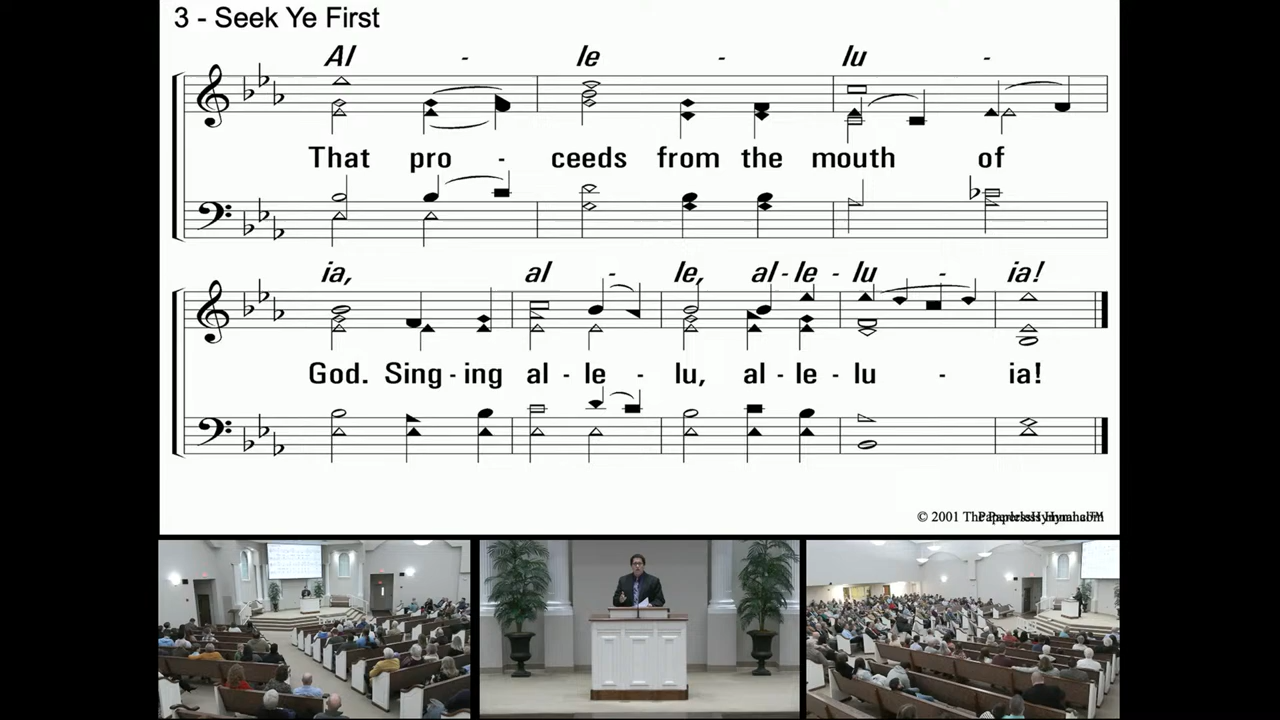 3 - Seek Ye First
Al - le - lu -
That pro - ceeds from the mouth of
ia, al - le, al - le - lu - ia!
God. Sing - ing al - le - lu, al - le - lu - ia!
© 2001